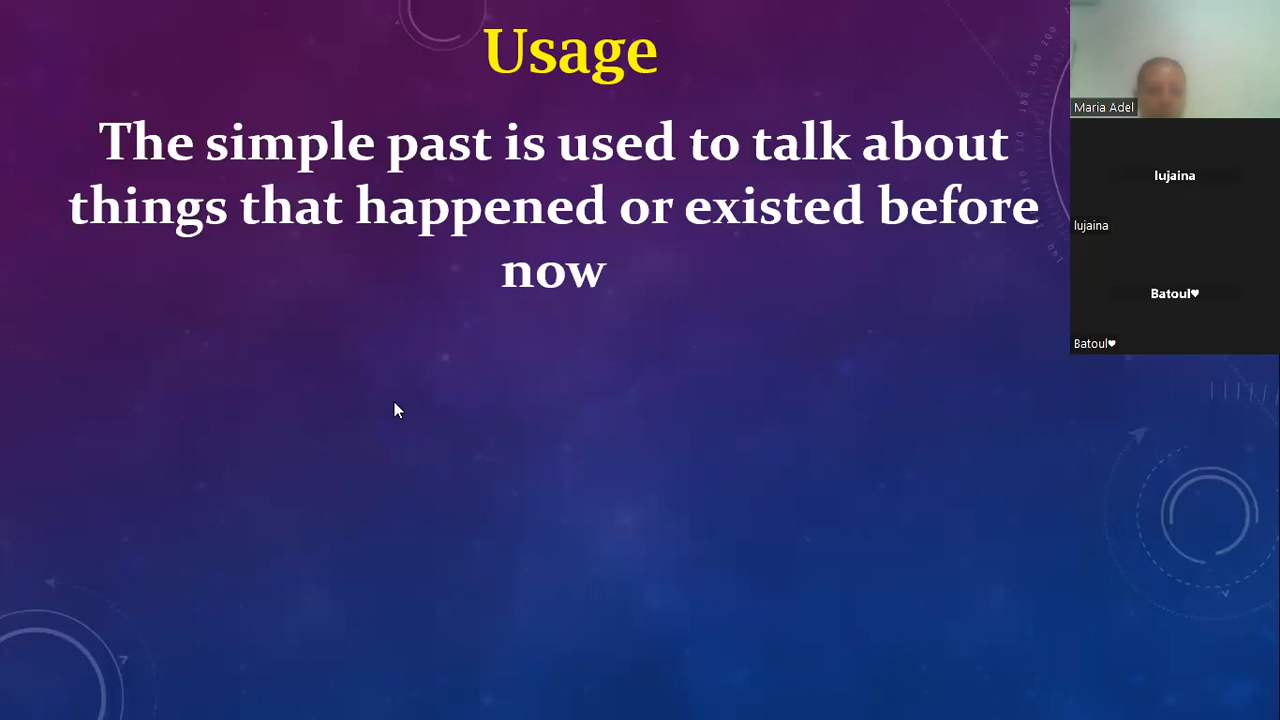 Usage
The simple past is used to talk about
things that happened or existed before
now
Maria Adel
lujaina
lujaina
Batoul♥
Batoul♥